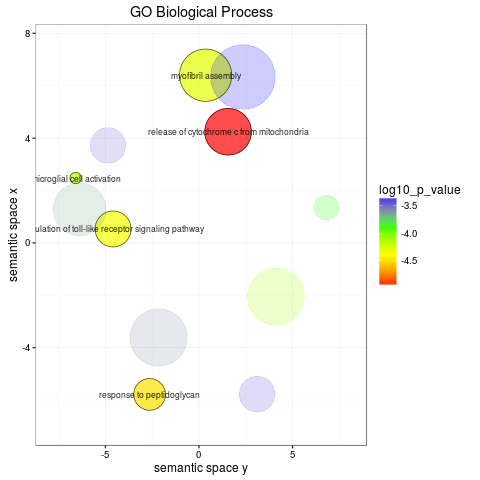 GO Biological Process
8
4
0
-4
-5
0
5
semantic space x
semantic space y
myofibril assembly
release of cytochrome c from mitochondria
cell activation
of toll-like receptor signaling pathway
response to peptidoglycan
log10_p_value
-3.5
-4.0
-4.5